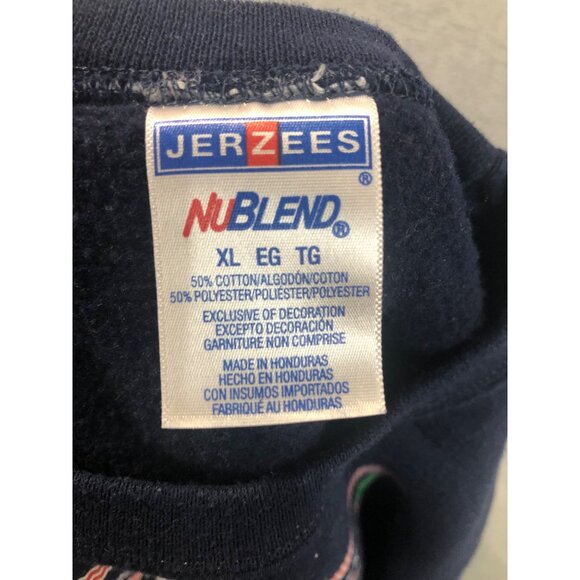 JERZEES
®
NUBLEND®
XL EG TG
50% COTTON/ALGODÓN/COTON
50% POLYESTER/POLIÉSTER/POLYESTER
EXCLUSIVE OF DECORATION
EXCEPTO DECORACIÓN
GARNITURE NON COMPRISE
MADE IN HONDURAS
HECHO EN HONDURAS
CON INSUMOS IMPORTADOS
FABRIQUÉ AU HONDURAS